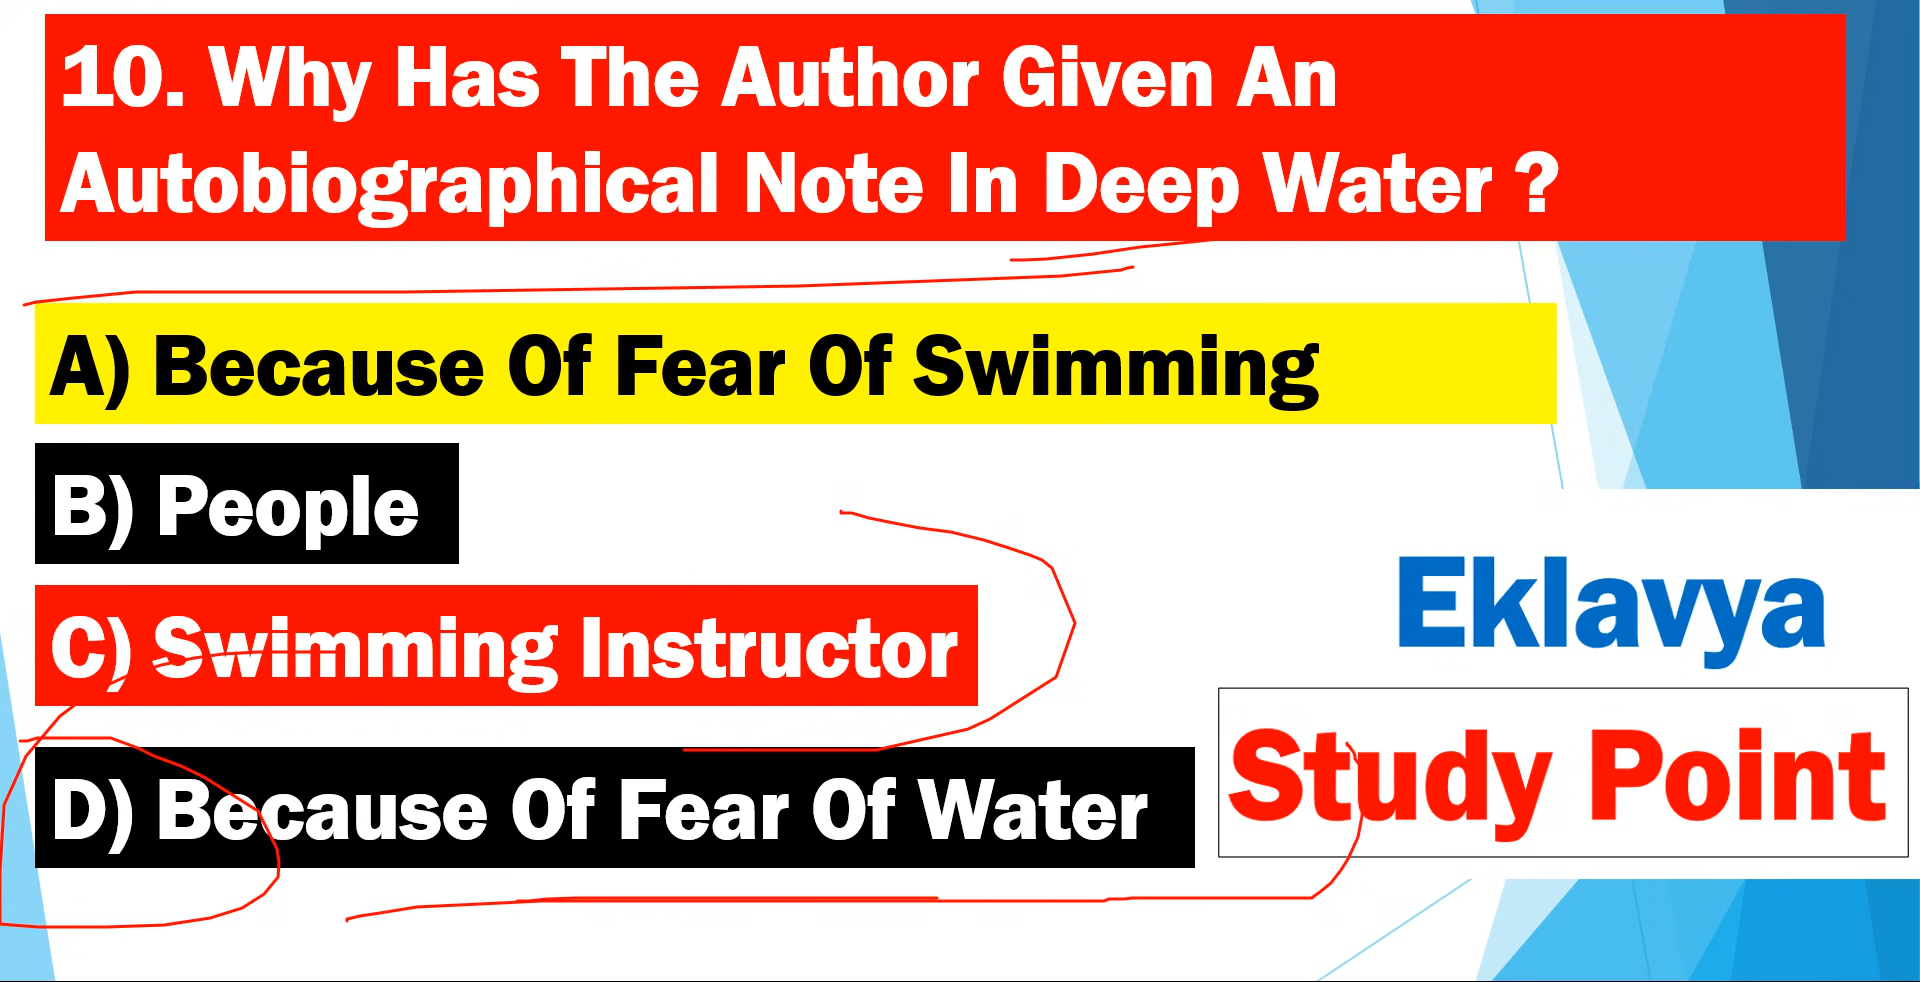 10. Why Has The Author Given An
Autobiographical Note In Deep Water ?
A) Because Of Fear Of Swimming
B) People
C) Swimming Instructor
D) Because Of Fear Of Water
Eklavya
Study Point